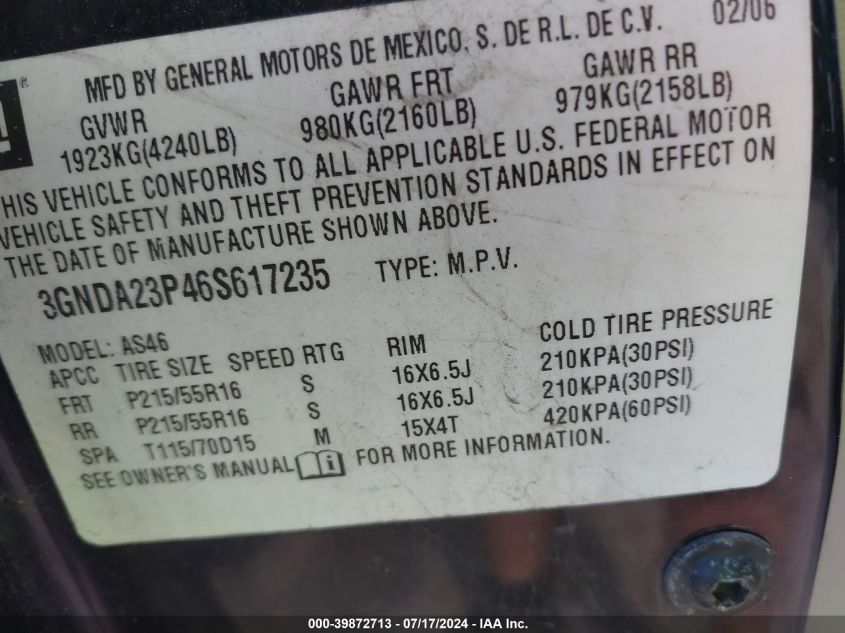 MFD BY GENERAL MOTORS DE MEXICO, S. DE R.L. DE C.V. 02/06
GVWR GAWR FRT GAWR RR
1923KG(4240LB) 980KG(2160LB) 979KG(2158LB)
HIS VEHICLE CONFORMS TO ALL APPLICABLE U.S. FEDERAL MOTOR
VEHICLE SAFETY AND THEFT PREVENTION STANDARDS IN EFFECT ON
THE DATE OF MANUFACTURE SHOWN ABOVE.
3GNDA23P46S617235 TYPE: M.P.V.
MODEL: AS46
APCC TIRE SIZE SPEED RTG RIM COLD TIRE PRESSURE
FRT P215/55R16 S 16X6.5J 210KPA(30PSI)
RR P215/55R16 S 16X6.5J 210KPA(30PSI)
SPA T115/70D15 M 15X4T 420KPA(60PSI)
SEE OWNER'S MANUAL FOR MORE INFORMATION.
000-39872713 - 07/17/2024 - IAA Inc.